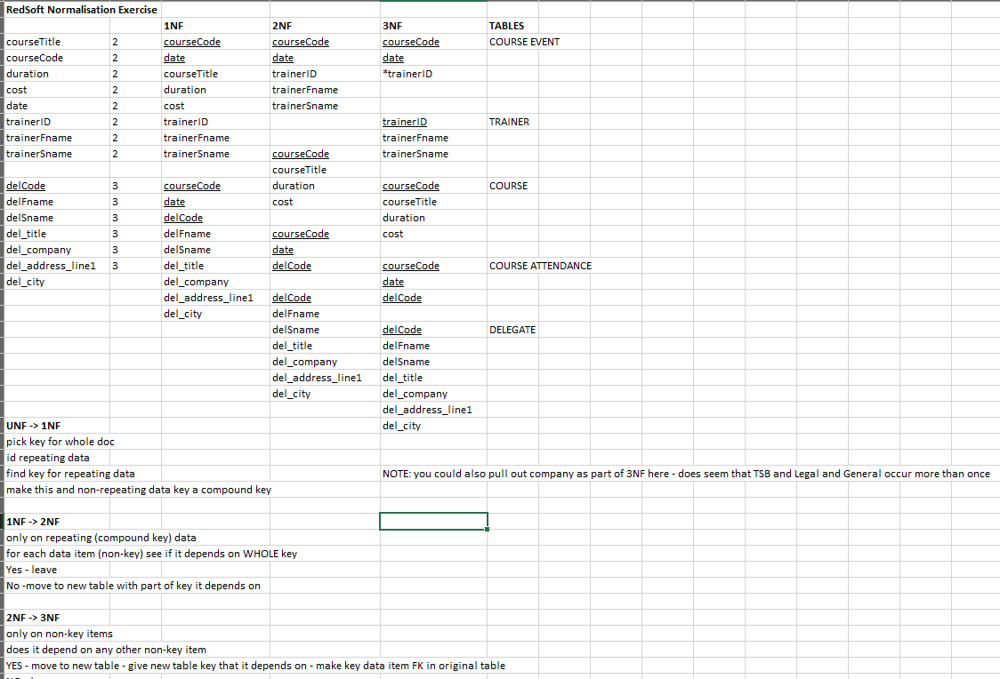 RedSoft Normalisation Exercise
1NF 2NF 3NF TABLES
courseTitle 2 courseCode courseCode courseCode COURSE EVENT
courseCode 2 date date date
duration 2 courseTitle trainerID *trainerID
cost 2 duration trainerFname
date 2 cost trainerSname
trainerID 2 trainerID trainerID TRAINER
trainerFname 2 trainerFname trainerFname
trainerSname 2 trainerSname courseCode trainerSname
courseTitle
delCode 3 courseCode duration courseCode COURSE
delFname 3 date cost courseTitle
delSname 3 delCode duration
del_title 3 delFname courseCode cost
del_company 3 delSname date
del_address_line1 3 del_title delCode courseCode COURSE ATTENDANCE
del_city del_company date
del_address_line1 delCode delCode
del_city delFname
delSname delCode DELEGATE
del_title delFname
del_company delSname
del_address_line1 del_title
del_city del_company
del_address_line1
UNF -> 1NF del_city
pick key for whole doc
id repeating data
find key for repeating data NOTE: you could also pull out company as part of 3NF here - does seem that TSB and Legal and General occur more than once
make this and non-repeating data key a compound key
1NF -> 2NF
only on repeating (compound key) data
for each data item (non-key) see if it depends on WHOLE key
Yes - leave
No -move to new table with part of key it depends on
2NF -> 3NF
only on non-key items
does it depend on any other non-key item
YES - move to new table - give new table key that it depends on - make key data item FK in original table